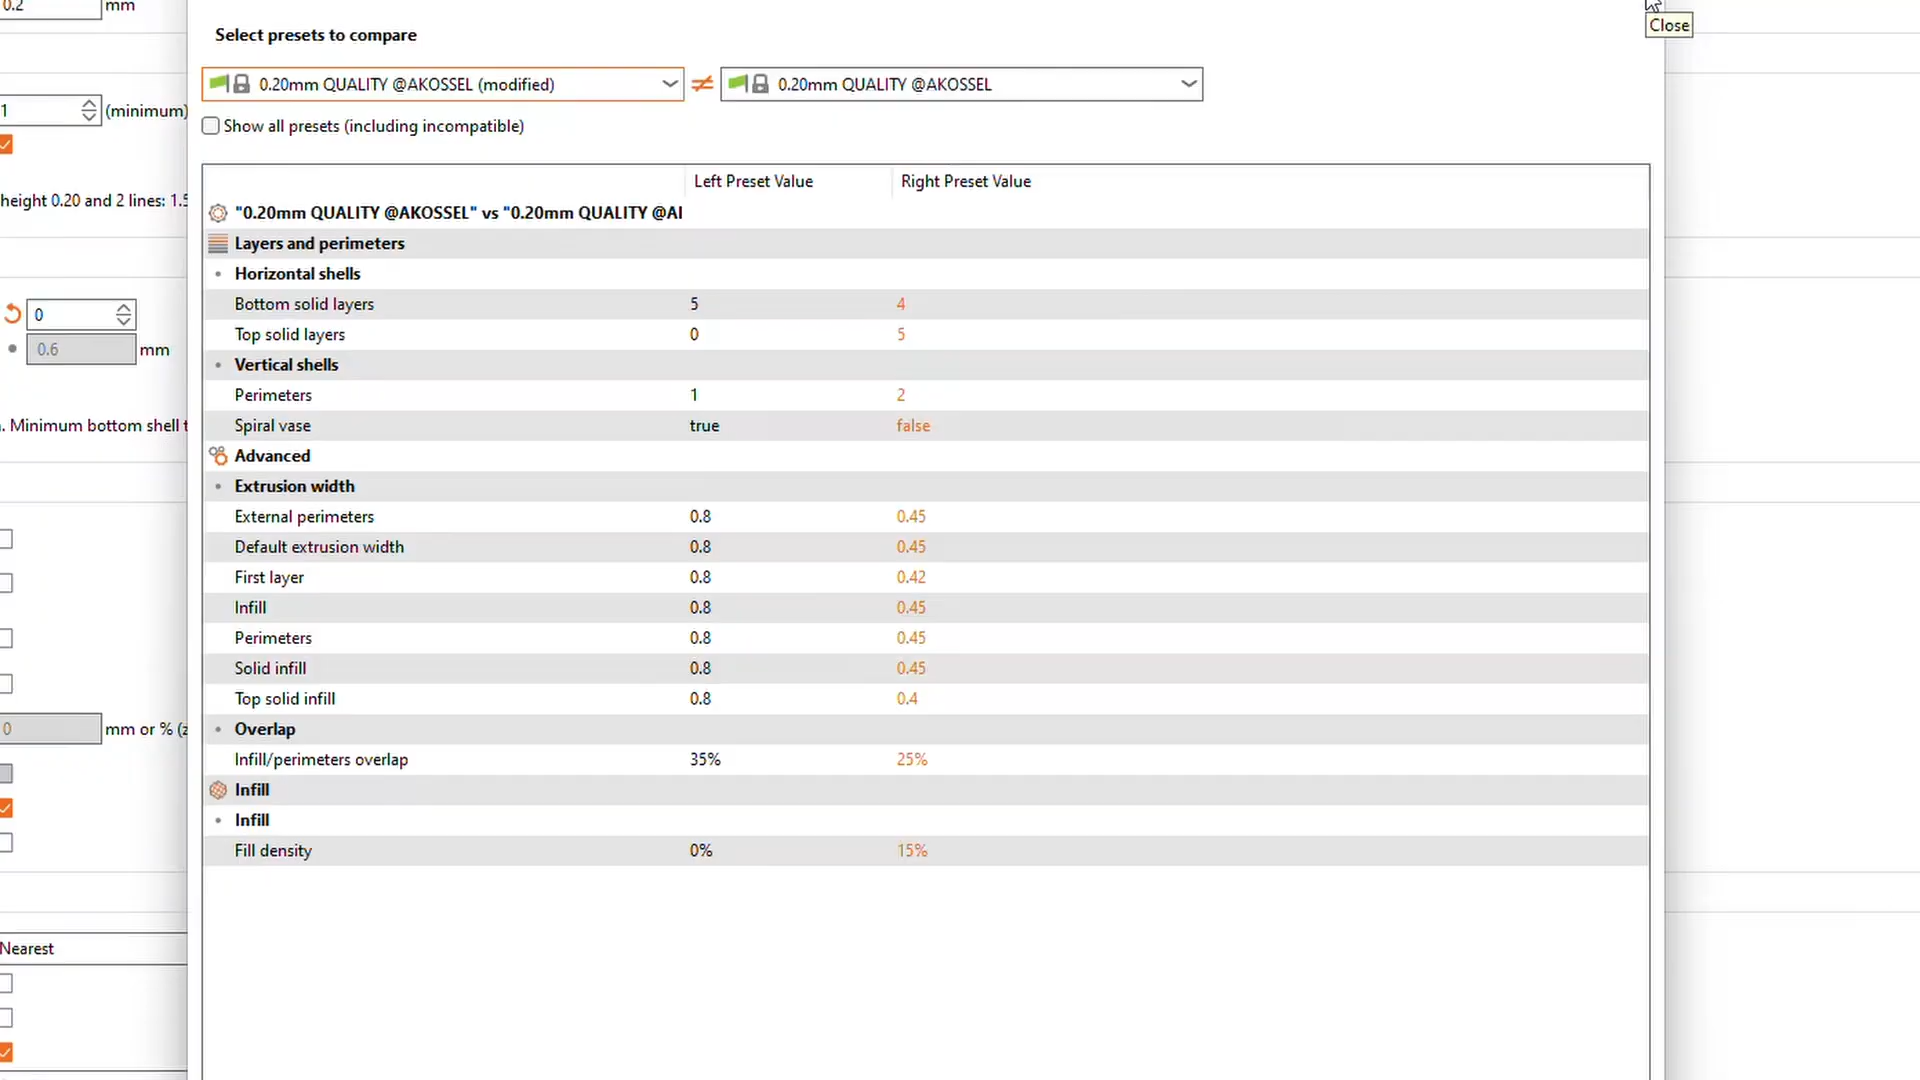 0.2 mm
Close
Select presets to compare
0.20mm QUALITY @AKOSSEL (modified) 0.20mm QUALITY @AKOSSEL
1 (minimum)
Show all presets (including incompatible)
Left Preset Value Right Preset Value
height 0.20 and 2 lines: 1.5
"0.20mm QUALITY @AKOSSEL" vs "0.20mm QUALITY @AI
Layers and perimeters
Horizontal shells
Bottom solid layers 5 4
0
Top solid layers 0 5
0.6 mm
Vertical shells
Perimeters 1 2
. Minimum bottom shell t
Spiral vase true false
Advanced
Extrusion width
External perimeters 0.8 0.45
Default extrusion width 0.8 0.45
First layer 0.8 0.42
Infill 0.8 0.45
Perimeters 0.8 0.45
Solid infill 0.8 0.45
Top solid infill 0.8 0.4
0 mm or % (z
Overlap
Infill/perimeters overlap 35% 25%
Infill
Infill
Fill density 0% 15%
Nearest